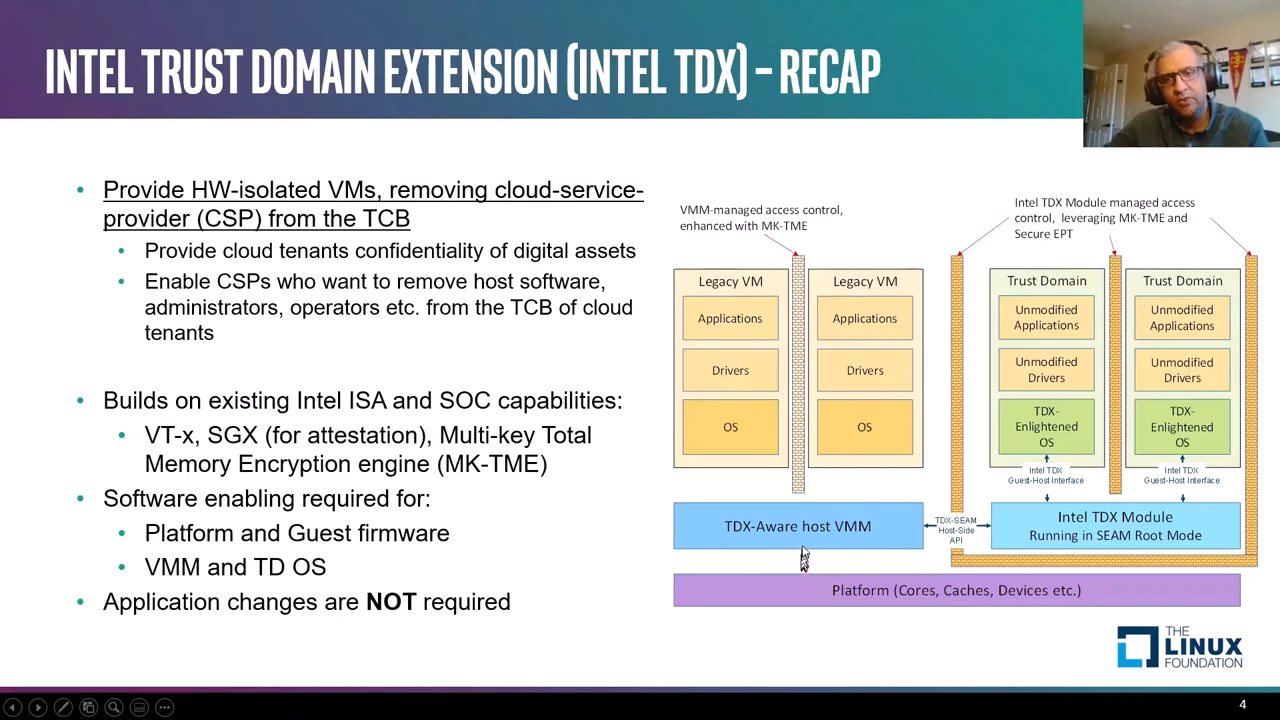 INTEL TRUST DOMAIN EXTENSION (INTEL TDX) – RECAP
• Provide HW-isolated VMs, removing cloud-service-
provider (CSP) from the TCB
• Provide cloud tenants confidentiality of digital assets
• Enable CSPs who want to remove host software,
administrators, operators etc. from the TCB of cloud
tenants
• Builds on existing Intel ISA and SOC capabilities:
• VT-x, SGX (for attestation), Multi-key Total
Memory Encryption engine (MK-TME)
• Software enabling required for:
• Platform and Guest firmware
• VMM and TD OS
• Application changes are NOT required
VMM-managed access control,
enhanced with MK-TME
Intel TDX Module managed access
control, leveraging MK-TME and
Secure EPT
Legacy VM
Applications
Drivers
OS
Legacy VM
Applications
Drivers
OS
Trust Domain
Unmodified
Applications
Unmodified
Drivers
TDX-
Enlightened
OS
Intel TDX
Guest-Host Interface
Trust Domain
Unmodified
Applications
Unmodified
Drivers
TDX-
Enlightened
OS
Intel TDX
Guest-Host Interface
TDX-Aware host VMM
TDX-SEAM
Host-Side
API
Intel TDX Module
Running in SEAM Root Mode
Platform (Cores, Caches, Devices etc.)
THE
LINUX
FOUNDATION
4